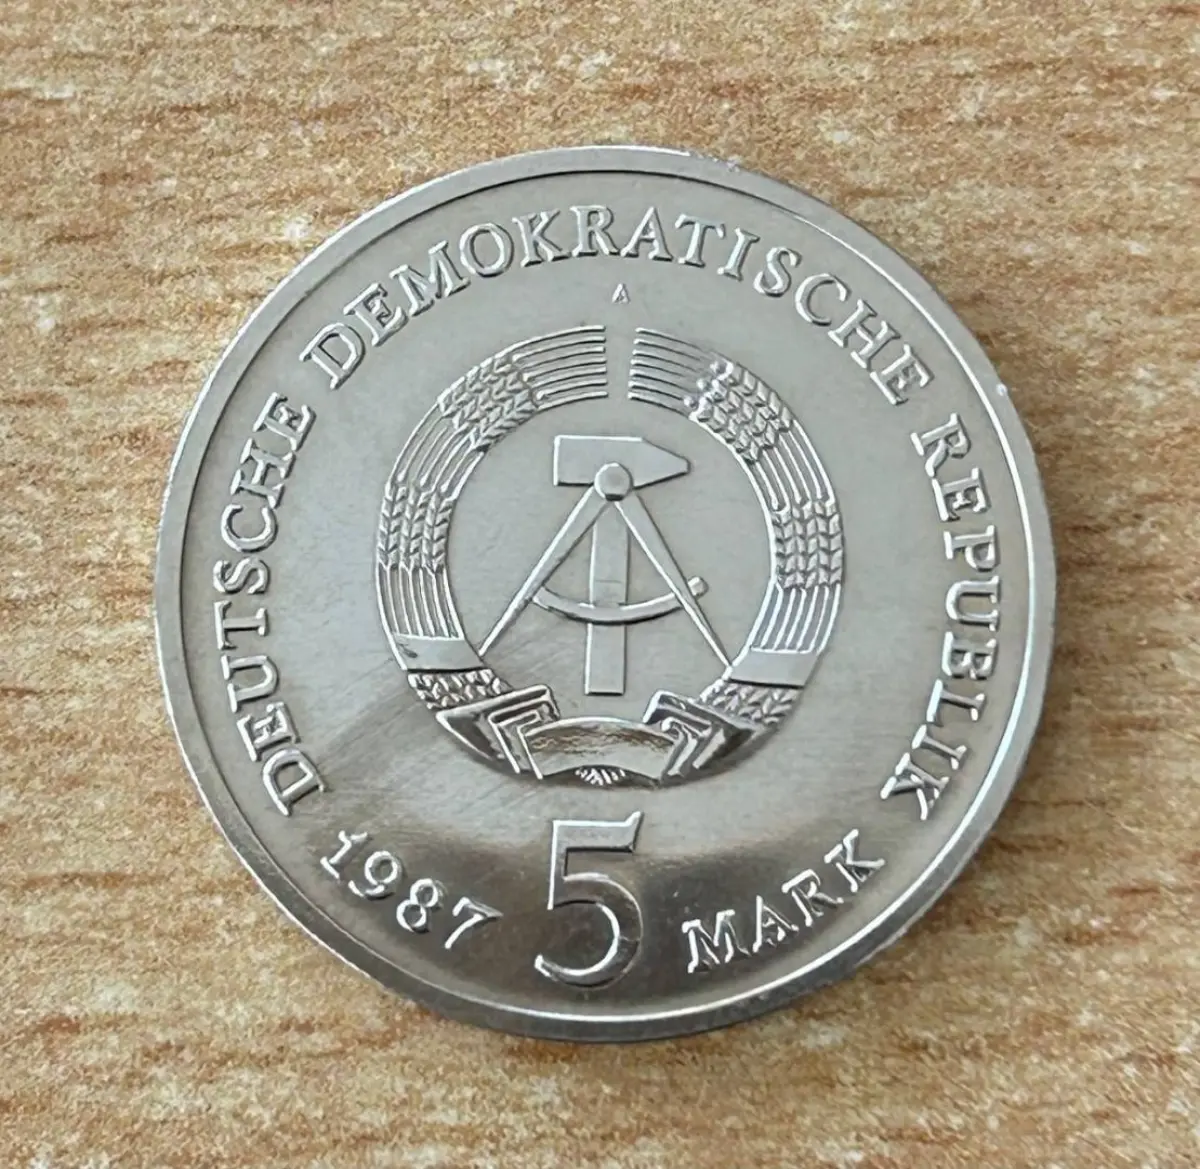 DEUTSCHE DEMOKRATISCHE REPUBLIK
A
1987 5 MARK